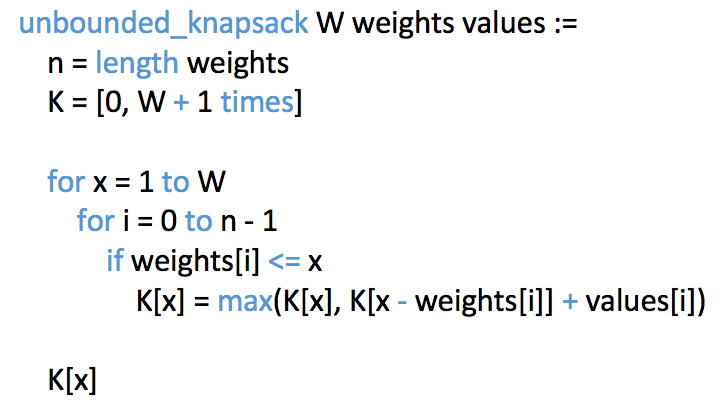 unbounded_knapsack W weights values :=
n = length weights
K = [0, W + 1 times]
for x = 1 to W
for i = 0 to n - 1
if weights[i] <= x
K[x] = max(K[x], K[x - weights[i]] + values[i])
K[x]